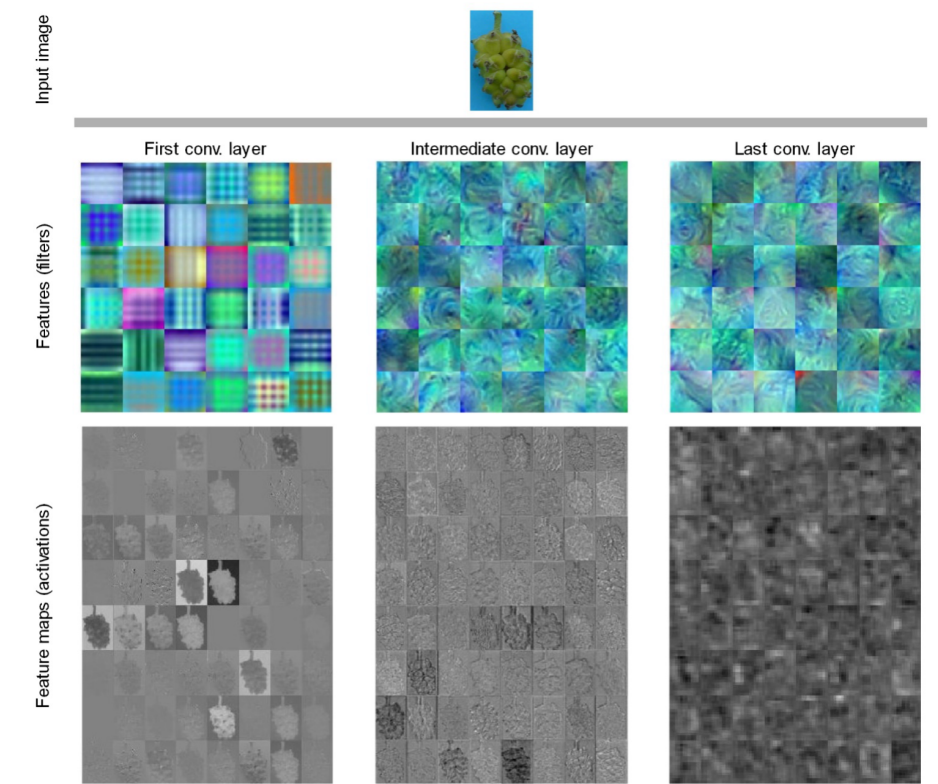 Input image
First conv. layer
Intermediate conv. layer
Last conv. layer
Features (filters)
Feature maps (activations)